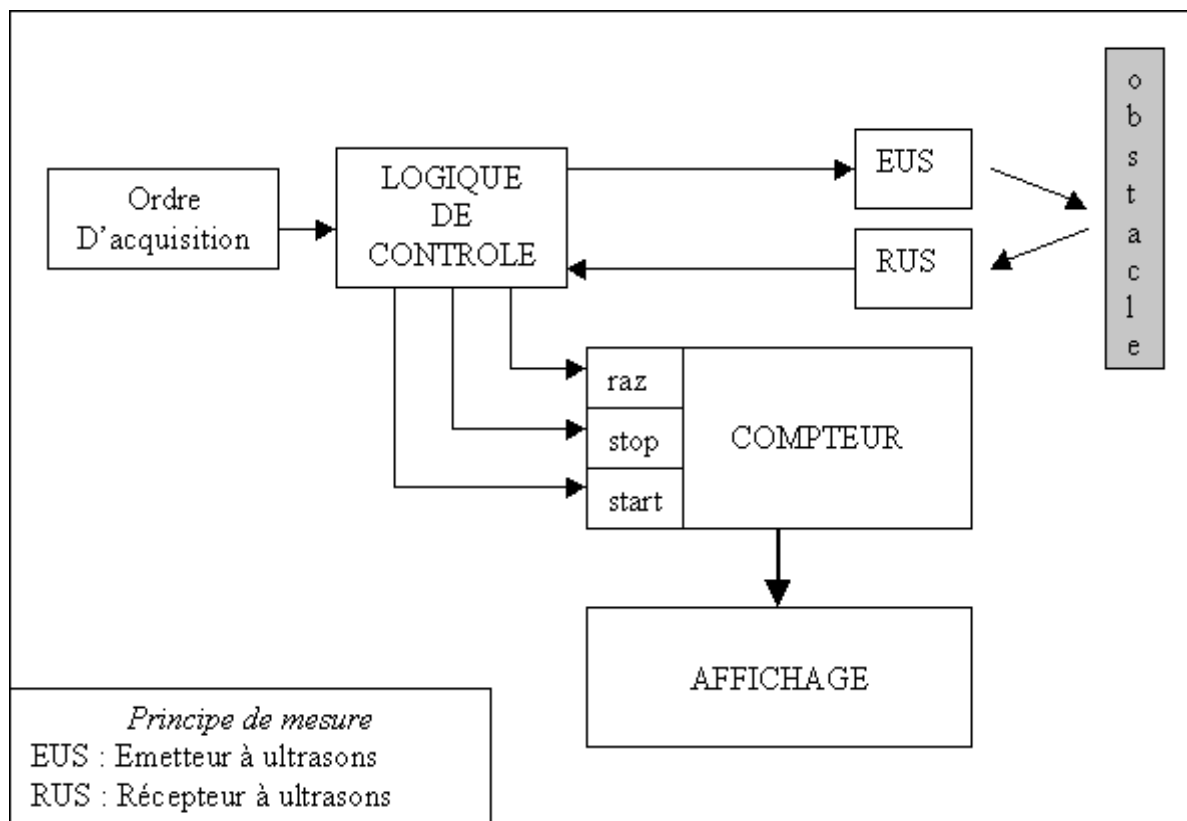 Ordre
D'acquisition
LOGIQUE
DE
CONTROLE
EUS
RUS
obstacle
raz
stop
start
COMPTEUR
AFFICHAGE
Principe de mesure
EUS : Emetteur à ultrasons
RUS : Récepteur à ultrasons